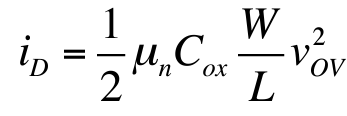 $i_D = \frac{1}{2} \mu_n C_{ox} \frac{W}{L} v_{OV}^2$